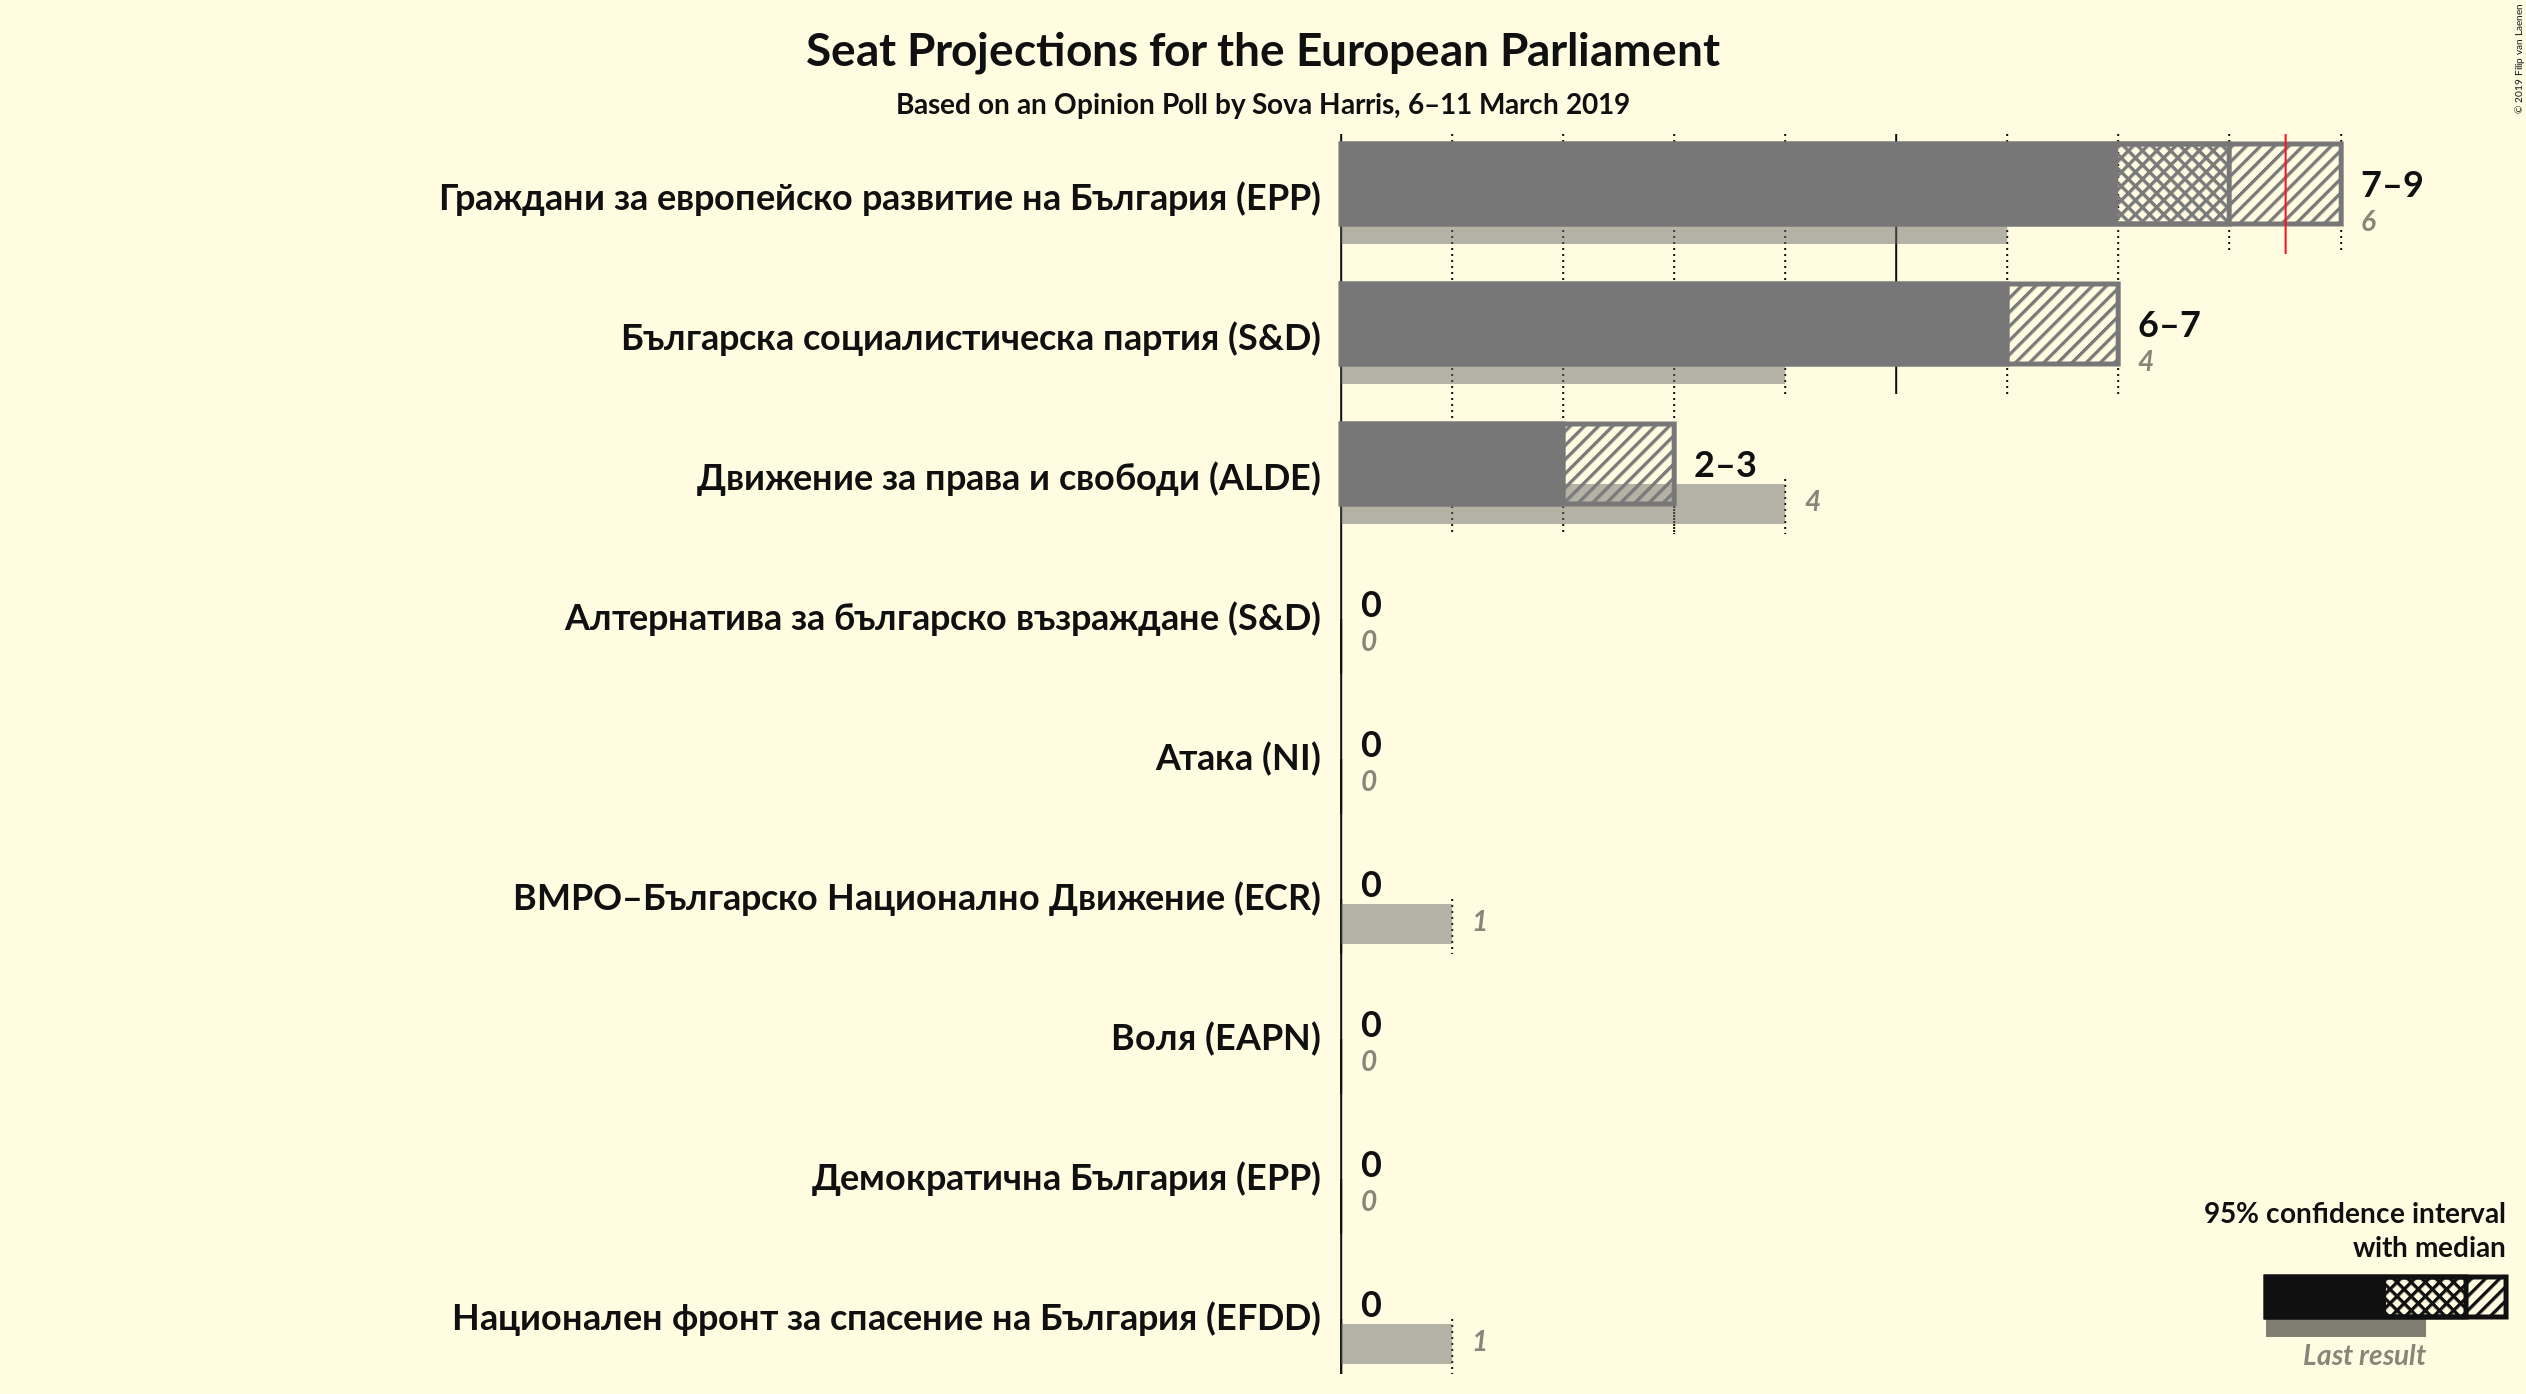 Seat Projections for the European Parliament
Based on an Opinion Poll by Sova Harris, 6–11 March 2019
© 2019 Filip van Laenen
Граждани за европейско развитие на България (EPP)
7–9
6
Българска социалистическа партия (S&D)
6–7
4
Движение за права и свободи (ALDE)
2–3
4
Алтернатива за българско възраждане (S&D)
0
0
Атака (NI)
0
0
ВМРО–Българско Национално Движение (ECR)
0
1
Воля (EAPN)
0
0
Демократична България (EPP)
0
0
Национален фронт за спасение на България (EFDD)
0
1
95% confidence interval
with median
Last result